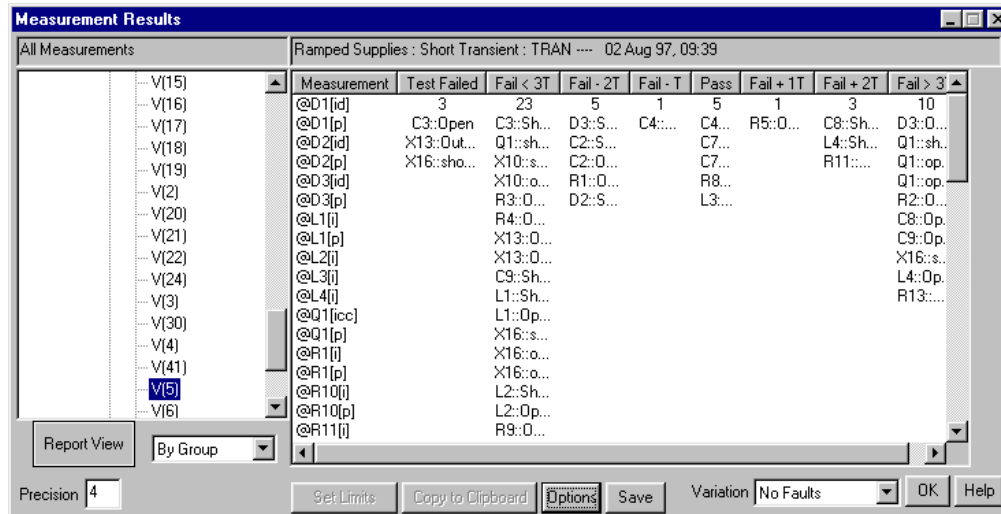 Measurement Results
All Measurements
Ramped Supplies : Short Transient : TRAN ---- 02 Aug 97, 09:39
V(15)
V(16)
V(17)
V(18)
V(19)
V(2)
V(20)
V(21)
V(22)
V(24)
V(3)
V(30)
V(4)
V(41)
V(5)
V(6)
Measurement Test Failed Fail < 3T Fail - 2T Fail - T Pass Fail + 1T Fail + 2T Fail > 3T
@D1[id] 3 23 5 1 5 1 3 10
@D1[p] C3::Open C3::Sh... D3::S... C4::... C4... R5::O... C8::Sh... D3::O...
@D2[id] X13::Out... Q1::sh... C2::S... C7... L4::Sh... Q1::sh.
@D2[p] X16::sho... X10::s... C2::O... C7... R11::... Q1::op.
@D3[id] X10::o... R1::O... R8... Q1::op.
@D3[p] R3::O... D2::S... L3:... R2::O...
@L1[i] R4::O... C8::Op.
@L1[p] X13::O... C9::Op.
@L2[i] X13::O... X16::s..
@L3[i] C9::Sh... L4::Op.
@L4[i] L1::Sh... R13::...
@Q1[icc] L1::Op...
@Q1[p] X16::s...
@R1[i] X16::o...
@R1[p] X16::o...
@R10[i] L2::Sh...
@R10[p] L2::Op...
@R11[i] R9::O...
Report View By Group
Precision 4 Set Limits Copy to Clipboard Options Save Variation No Faults OK Help